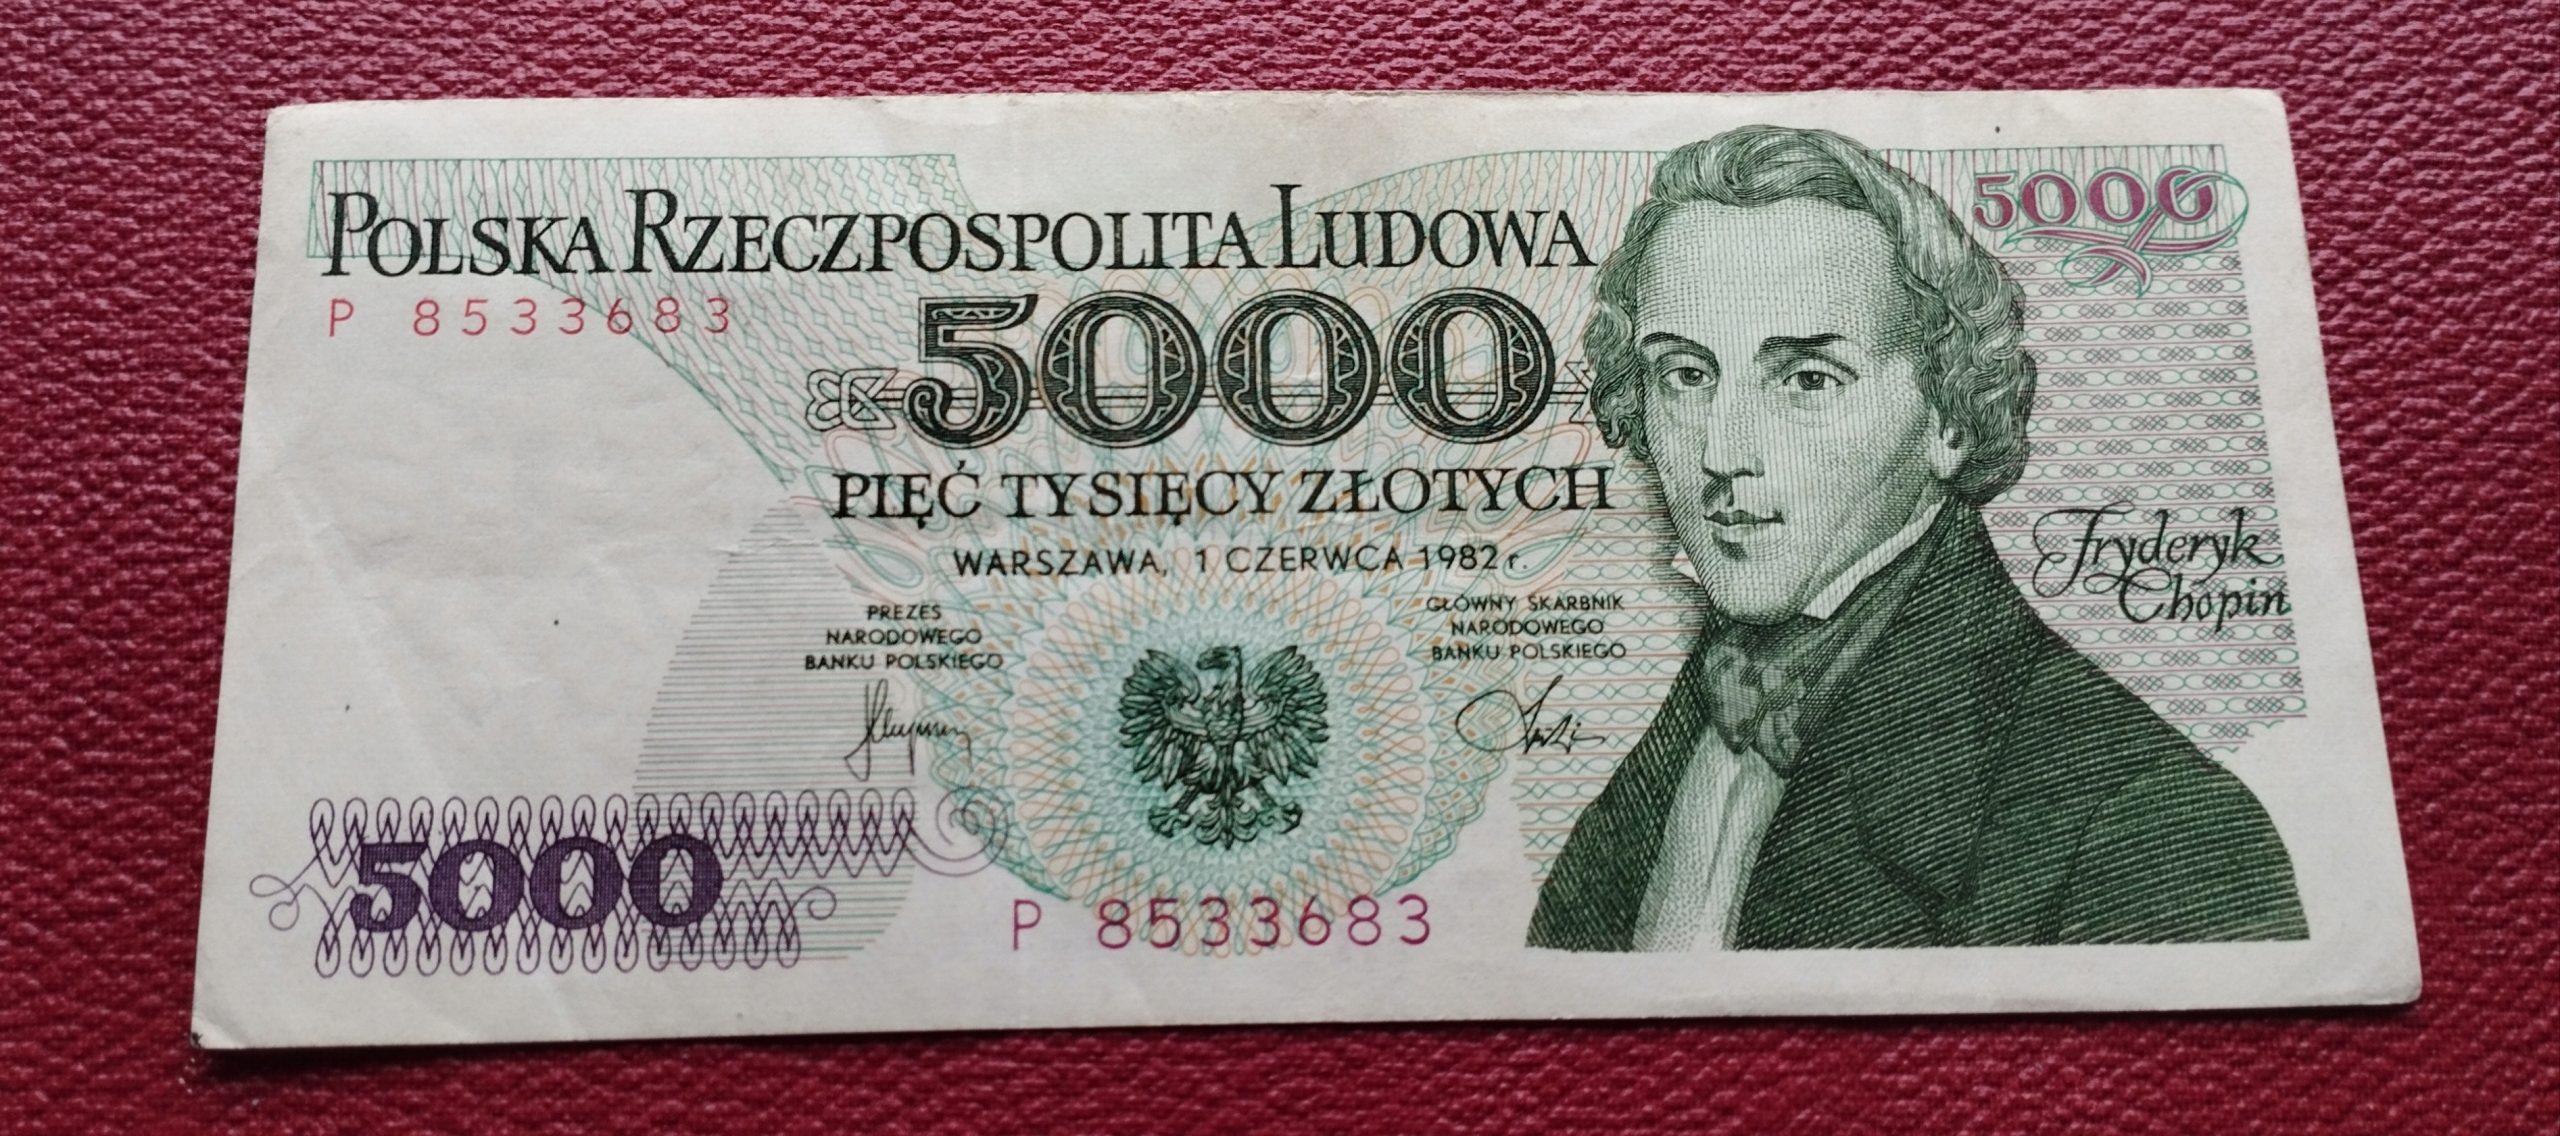 POLSKA RZECZPOSPOLITA LUDOWA
5000
P 8533683
5000
PIĘĆ TYSIĘCY ZŁOTYCH
WARSZAWA, 1 CZERWCA 1982 r.
Fryderyk
Chopin
PREZES
NARODOWEGO
BANKU POLSKIEGO
GŁÓWNY SKARBNIK
NARODOWEGO
BANKU POLSKIEGO
5000
P 8533683